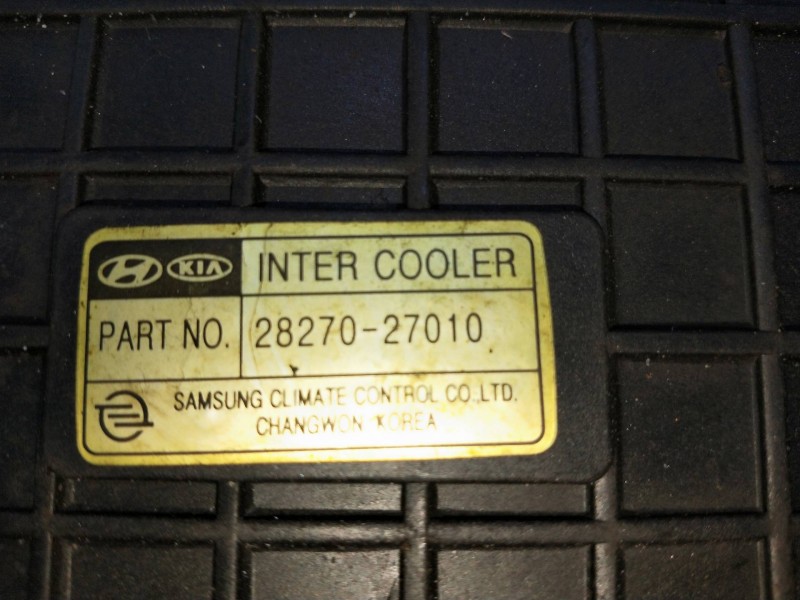 KIA INTER COOLER
PART NO. 28270-27010
SAMSUNG CLIMATE CONTROL CO.,LTD.
CHANGWON KOREA